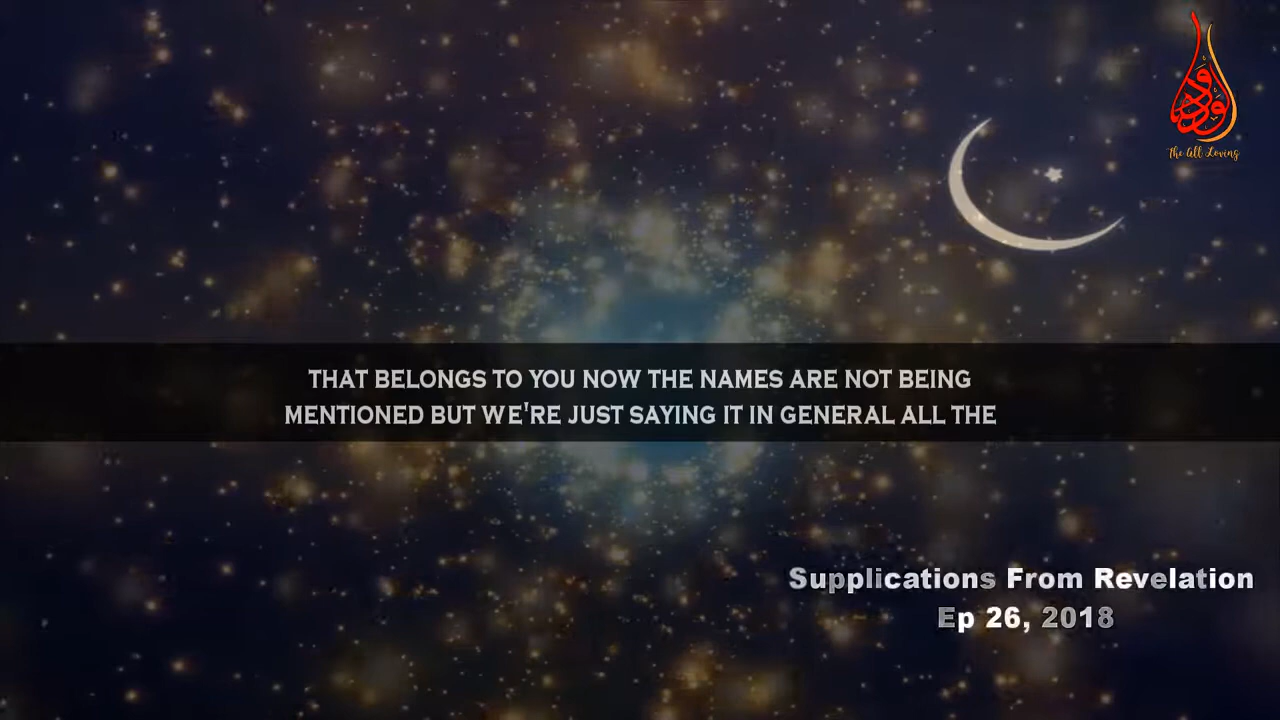 الودود
The All Loving
THAT BELONGS TO YOU NOW THE NAMES ARE NOT BEING
MENTIONED BUT WE'RE JUST SAYING IT IN GENERAL ALL THE
Supplications From Revelation
Ep 26, 2018